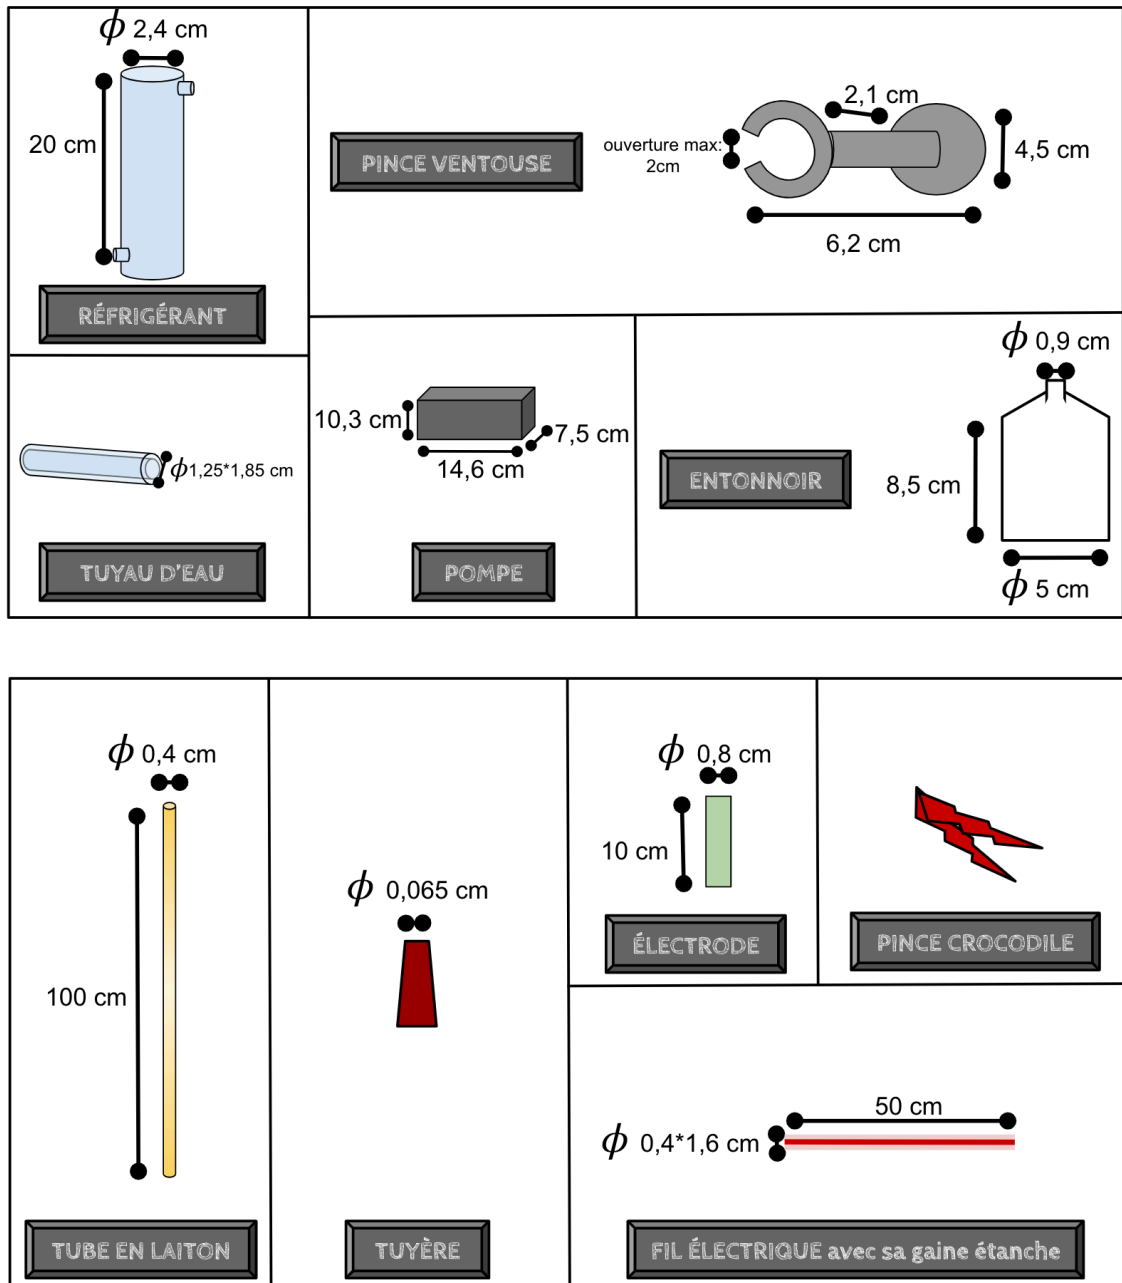 ϕ 2,4 cm
20 cm
RÉFRIGÉRANT
2,1 cm
ouverture max:
2cm
4,5 cm
6,2 cm
PINCE VENTOUSE
ϕ1,25*1,85 cm
TUYAU D'EAU
10,3 cm
7,5 cm
14,6 cm
POMPE
ϕ 0,9 cm
8,5 cm
ENTONNOIR
ϕ 5 cm
ϕ 0,4 cm
100 cm
TUBE EN LAITON
ϕ 0,065 cm
TUYÈRE
ϕ 0,8 cm
10 cm
ÉLECTRODE
PINCE CROCODILE
50 cm
ϕ 0,4*1,6 cm
FIL ÉLECTRIQUE avec sa gaine étanche